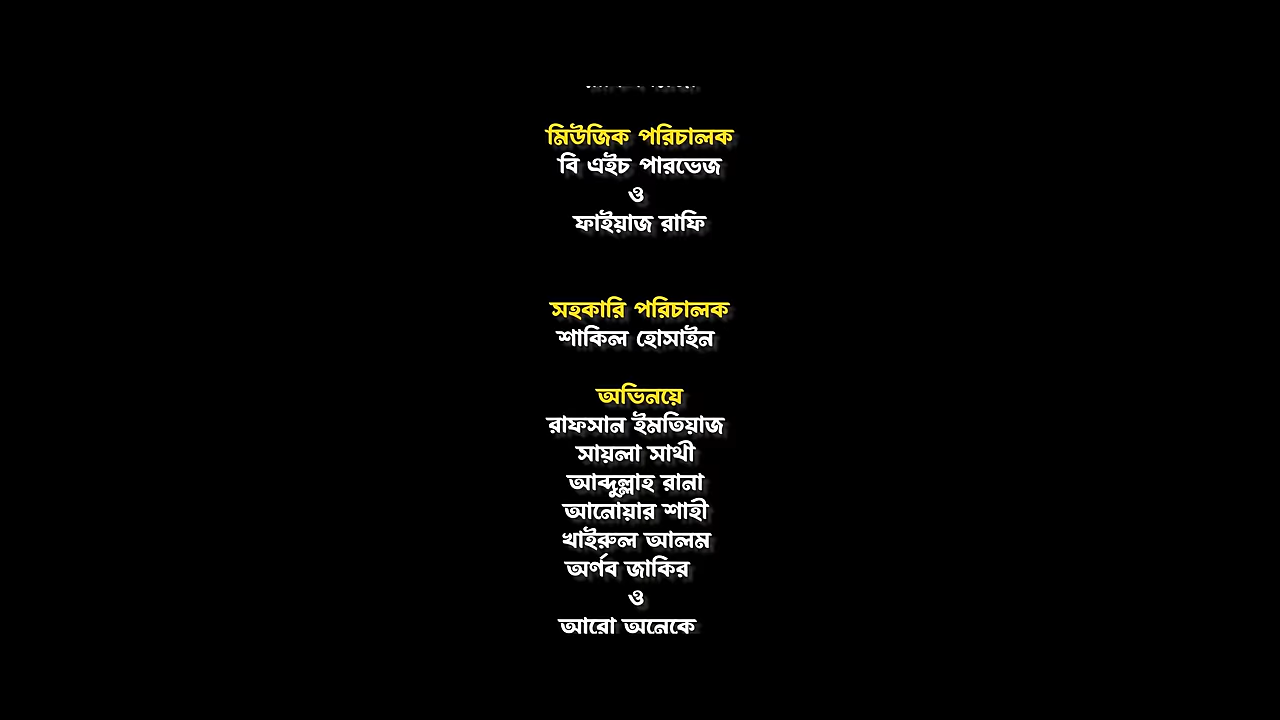 মিউজিক পরিচালক
বি এইচ পারভেজ
ও
ফাইয়াজ রাফি
সহকারি পরিচালক
শাকিল হোসাইন
অভিনয়ে
রাফসান ইমতিয়াজ
সায়লা সাথী
আব্দুল্লাহ রানা
আনোয়ার শাহী
খাইরুল আলম
অর্ণব জাকির
ও
আরো অনেকে